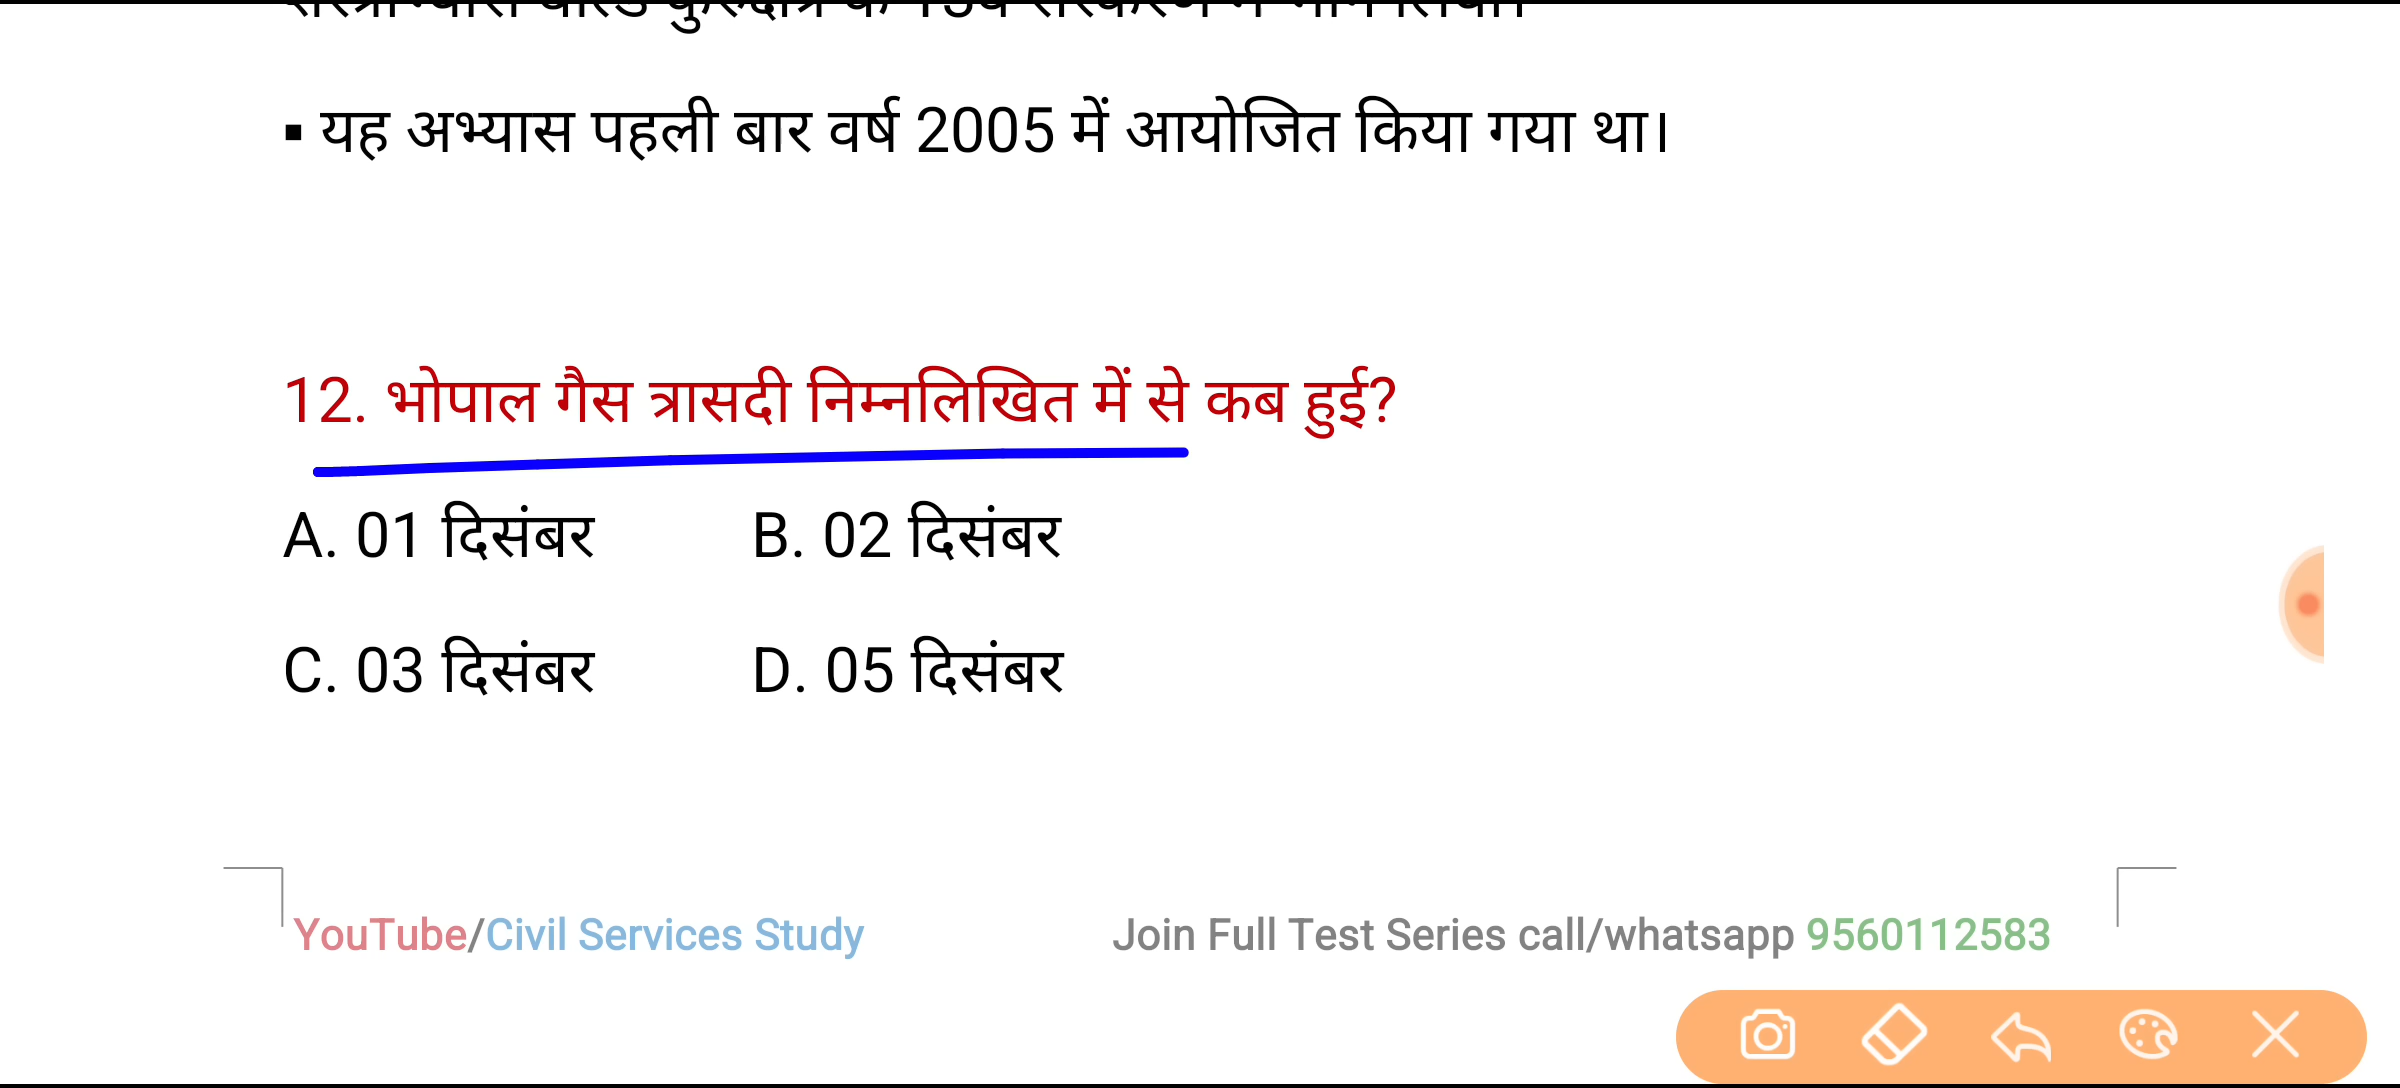 ▪ यह अभ्यास पहली बार वर्ष 2005 में आयोजित किया गया था।
12. भोपाल गैस त्रासदी निम्नलिखित में से कब हुई?
A. 01 दिसंबर B. 02 दिसंबर
C. 03 दिसंबर D. 05 दिसंबर
YouTube/Civil Services Study Join Full Test Series call/whatsapp 9560112583